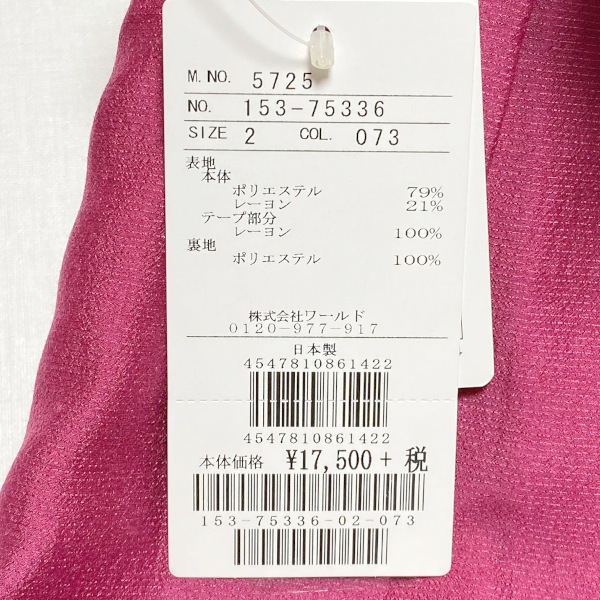 M.NO. 5725
NO. 153-75336
SIZE 2 COL. 073
表地
本体
ポリエステル 79%
レーヨン 21%
テープ部分
レーヨン 100%
裏地
ポリエステル 100%
株式会社ワールド
0120-977-917
日本製
4547810861422
4547810861422
本体価格 ¥17,500+ 税
153-75336-02-073